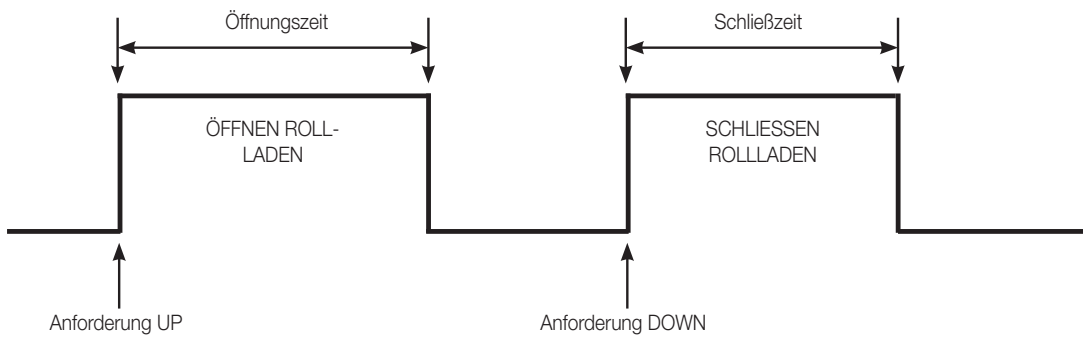 Öffnungszeit
Schließzeit
ÖFFNEN ROLL-
LADEN
SCHLIESSEN
ROLLLADEN
Anforderung UP
Anforderung DOWN